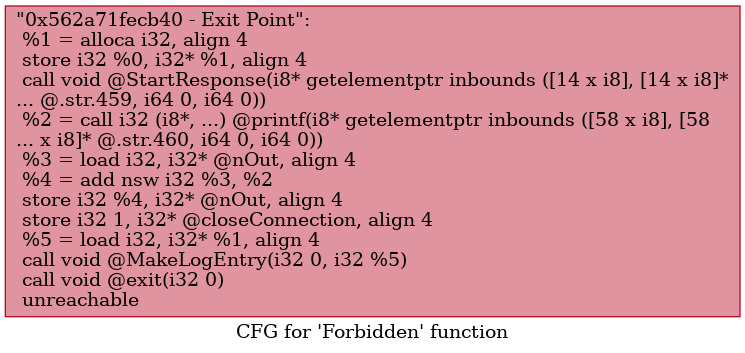 "0x562a71fecb40 - Exit Point":
%1 = alloca i32, align 4
store i32 %0, i32* %1, align 4
call void @StartResponse(i8* getelementptr inbounds ([14 x i8], [14 x i8]*
... @.str.459, i64 0, i64 0))
%2 = call i32 (i8*, ...) @printf(i8* getelementptr inbounds ([58 x i8], [58
... x i8]* @.str.460, i64 0, i64 0))
%3 = load i32, i32* @nOut, align 4
%4 = add nsw i32 %3, %2
store i32 %4, i32* @nOut, align 4
store i32 1, i32* @closeConnection, align 4
%5 = load i32, i32* %1, align 4
call void @MakeLogEntry(i32 0, i32 %5)
call void @exit(i32 0)
unreachable
CFG for 'Forbidden' function